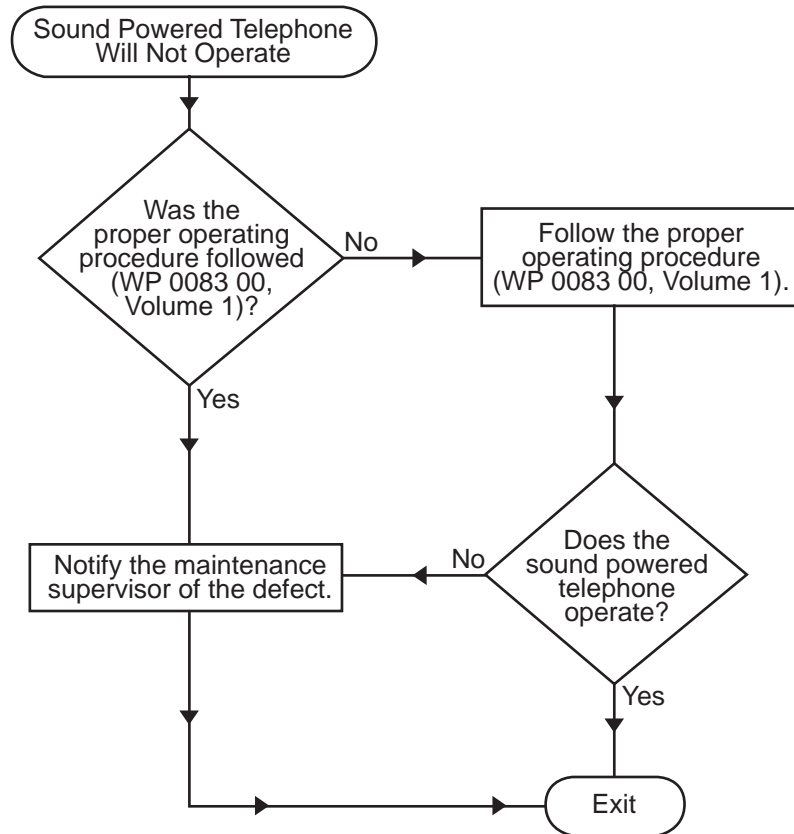 Sound Powered Telephone
Will Not Operate
Was the
proper operating
procedure followed
(WP 0083 00,
Volume 1)?
No
Follow the proper
operating procedure
(WP 0083 00, Volume 1).
Yes
Notify the maintenance
supervisor of the defect.
No
Does the
sound powered
telephone
operate?
Yes
Exit